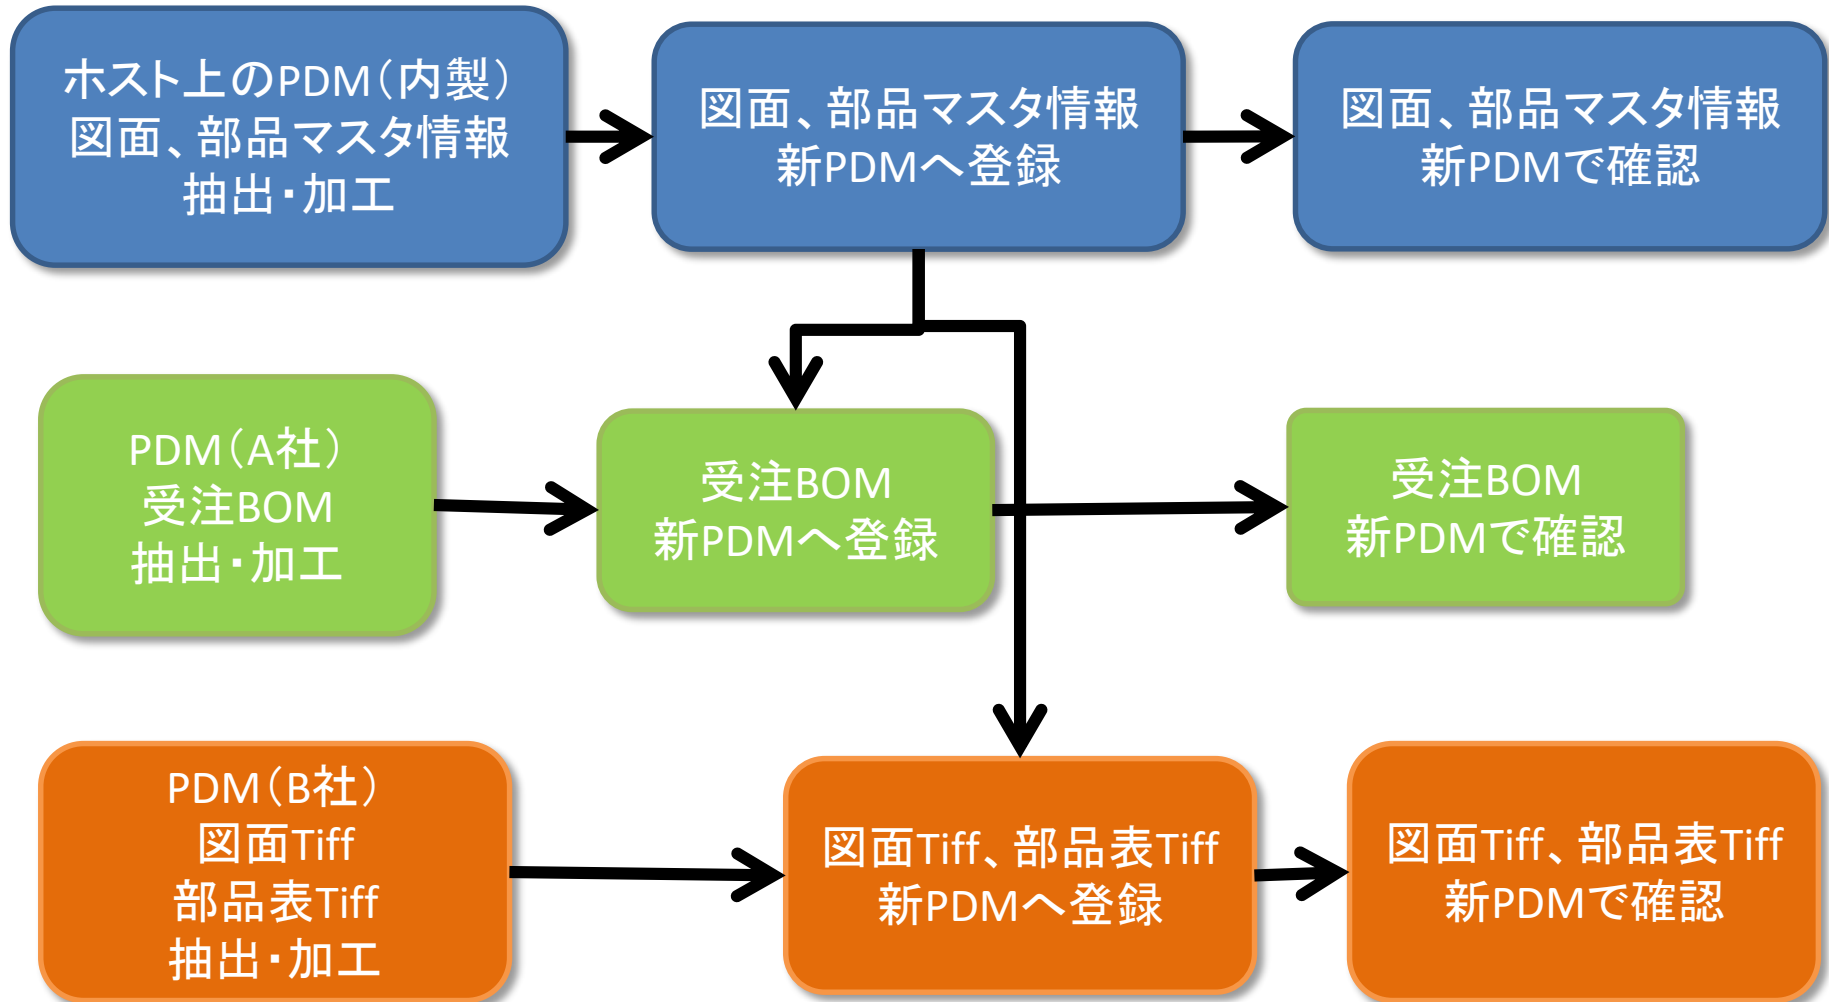 ホスト上のPDM(内製)
図面、部品マスタ情報
抽出・加工
図面、部品マスタ情報
新PDMへ登録
図面、部品マスタ情報
新PDMで確認
PDM(A社)
受注BOM
抽出・加工
受注BOM
新PDMへ登録
受注BOM
新PDMで確認
PDM(B社)
図面Tiff
部品表Tiff
抽出・加工
図面Tiff、部品表Tiff
新PDMへ登録
図面Tiff、部品表Tiff
新PDMで確認